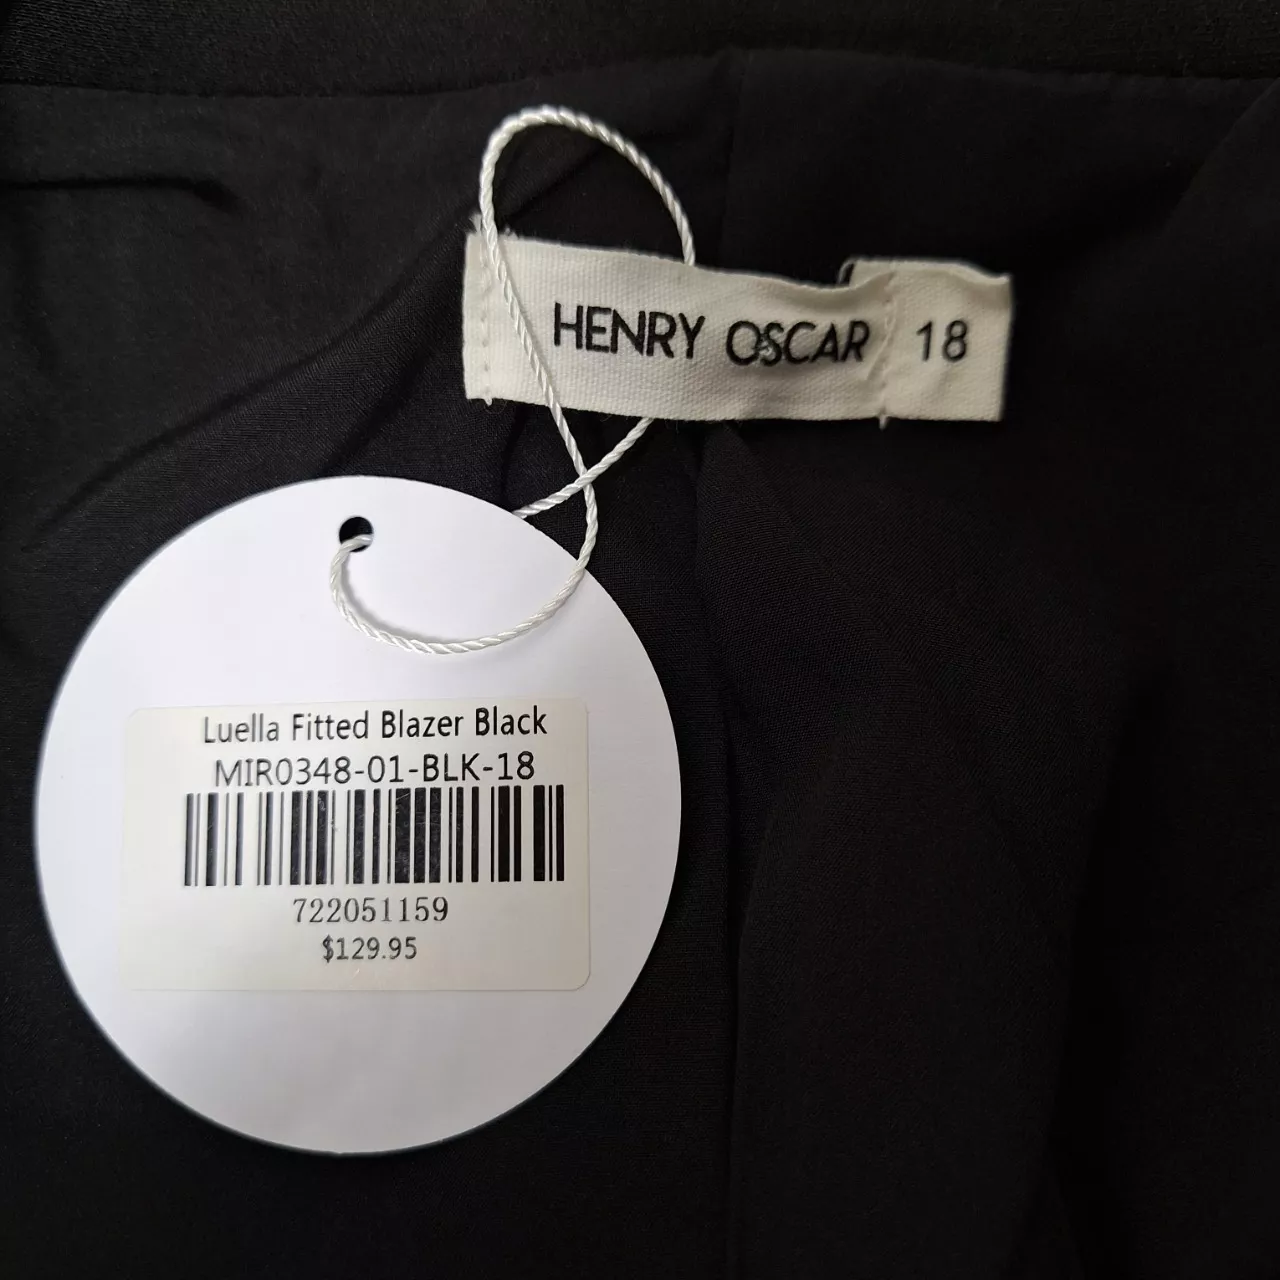 HENRY OSCAR 18
Luella Fitted Blazer Black
MIR0348-01-BLK-18
722051159
$129.95